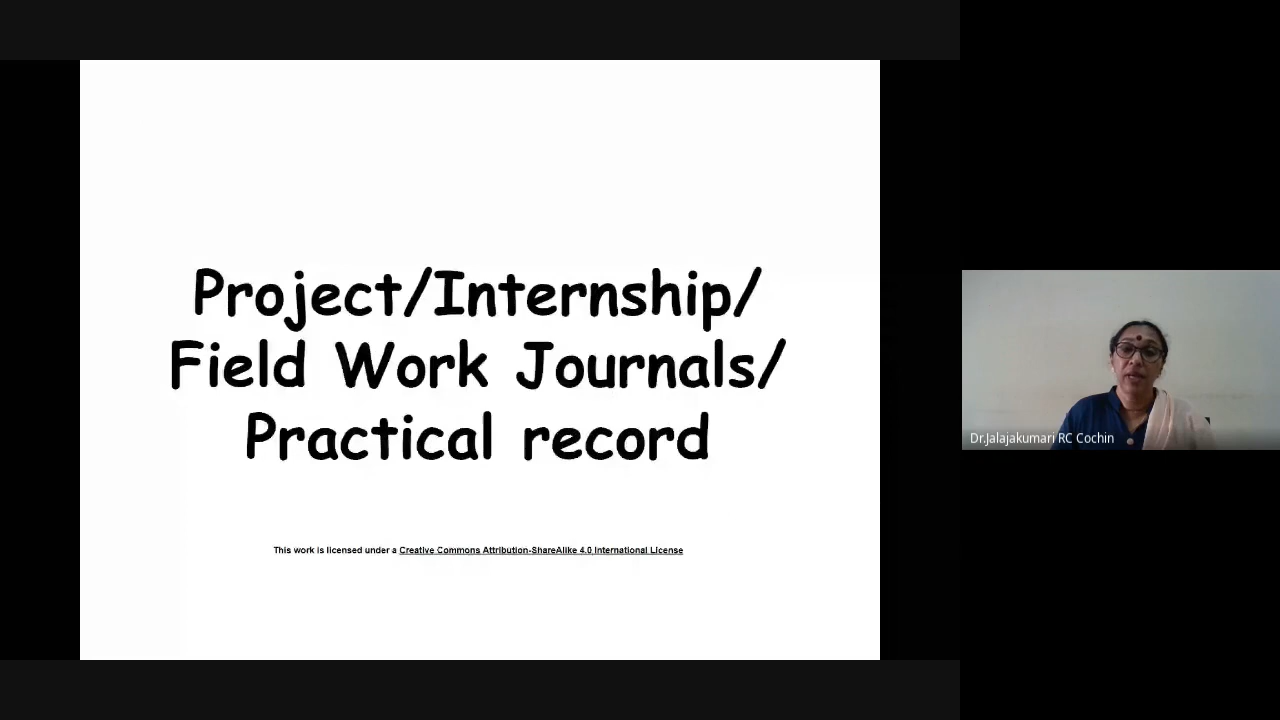 Project/Internship/
Field Work Journals/
Practical record
This work is licensed under a Creative Commons Attribution-ShareAlike 4.0 International License
Dr.Jalajakumari RC Cochin